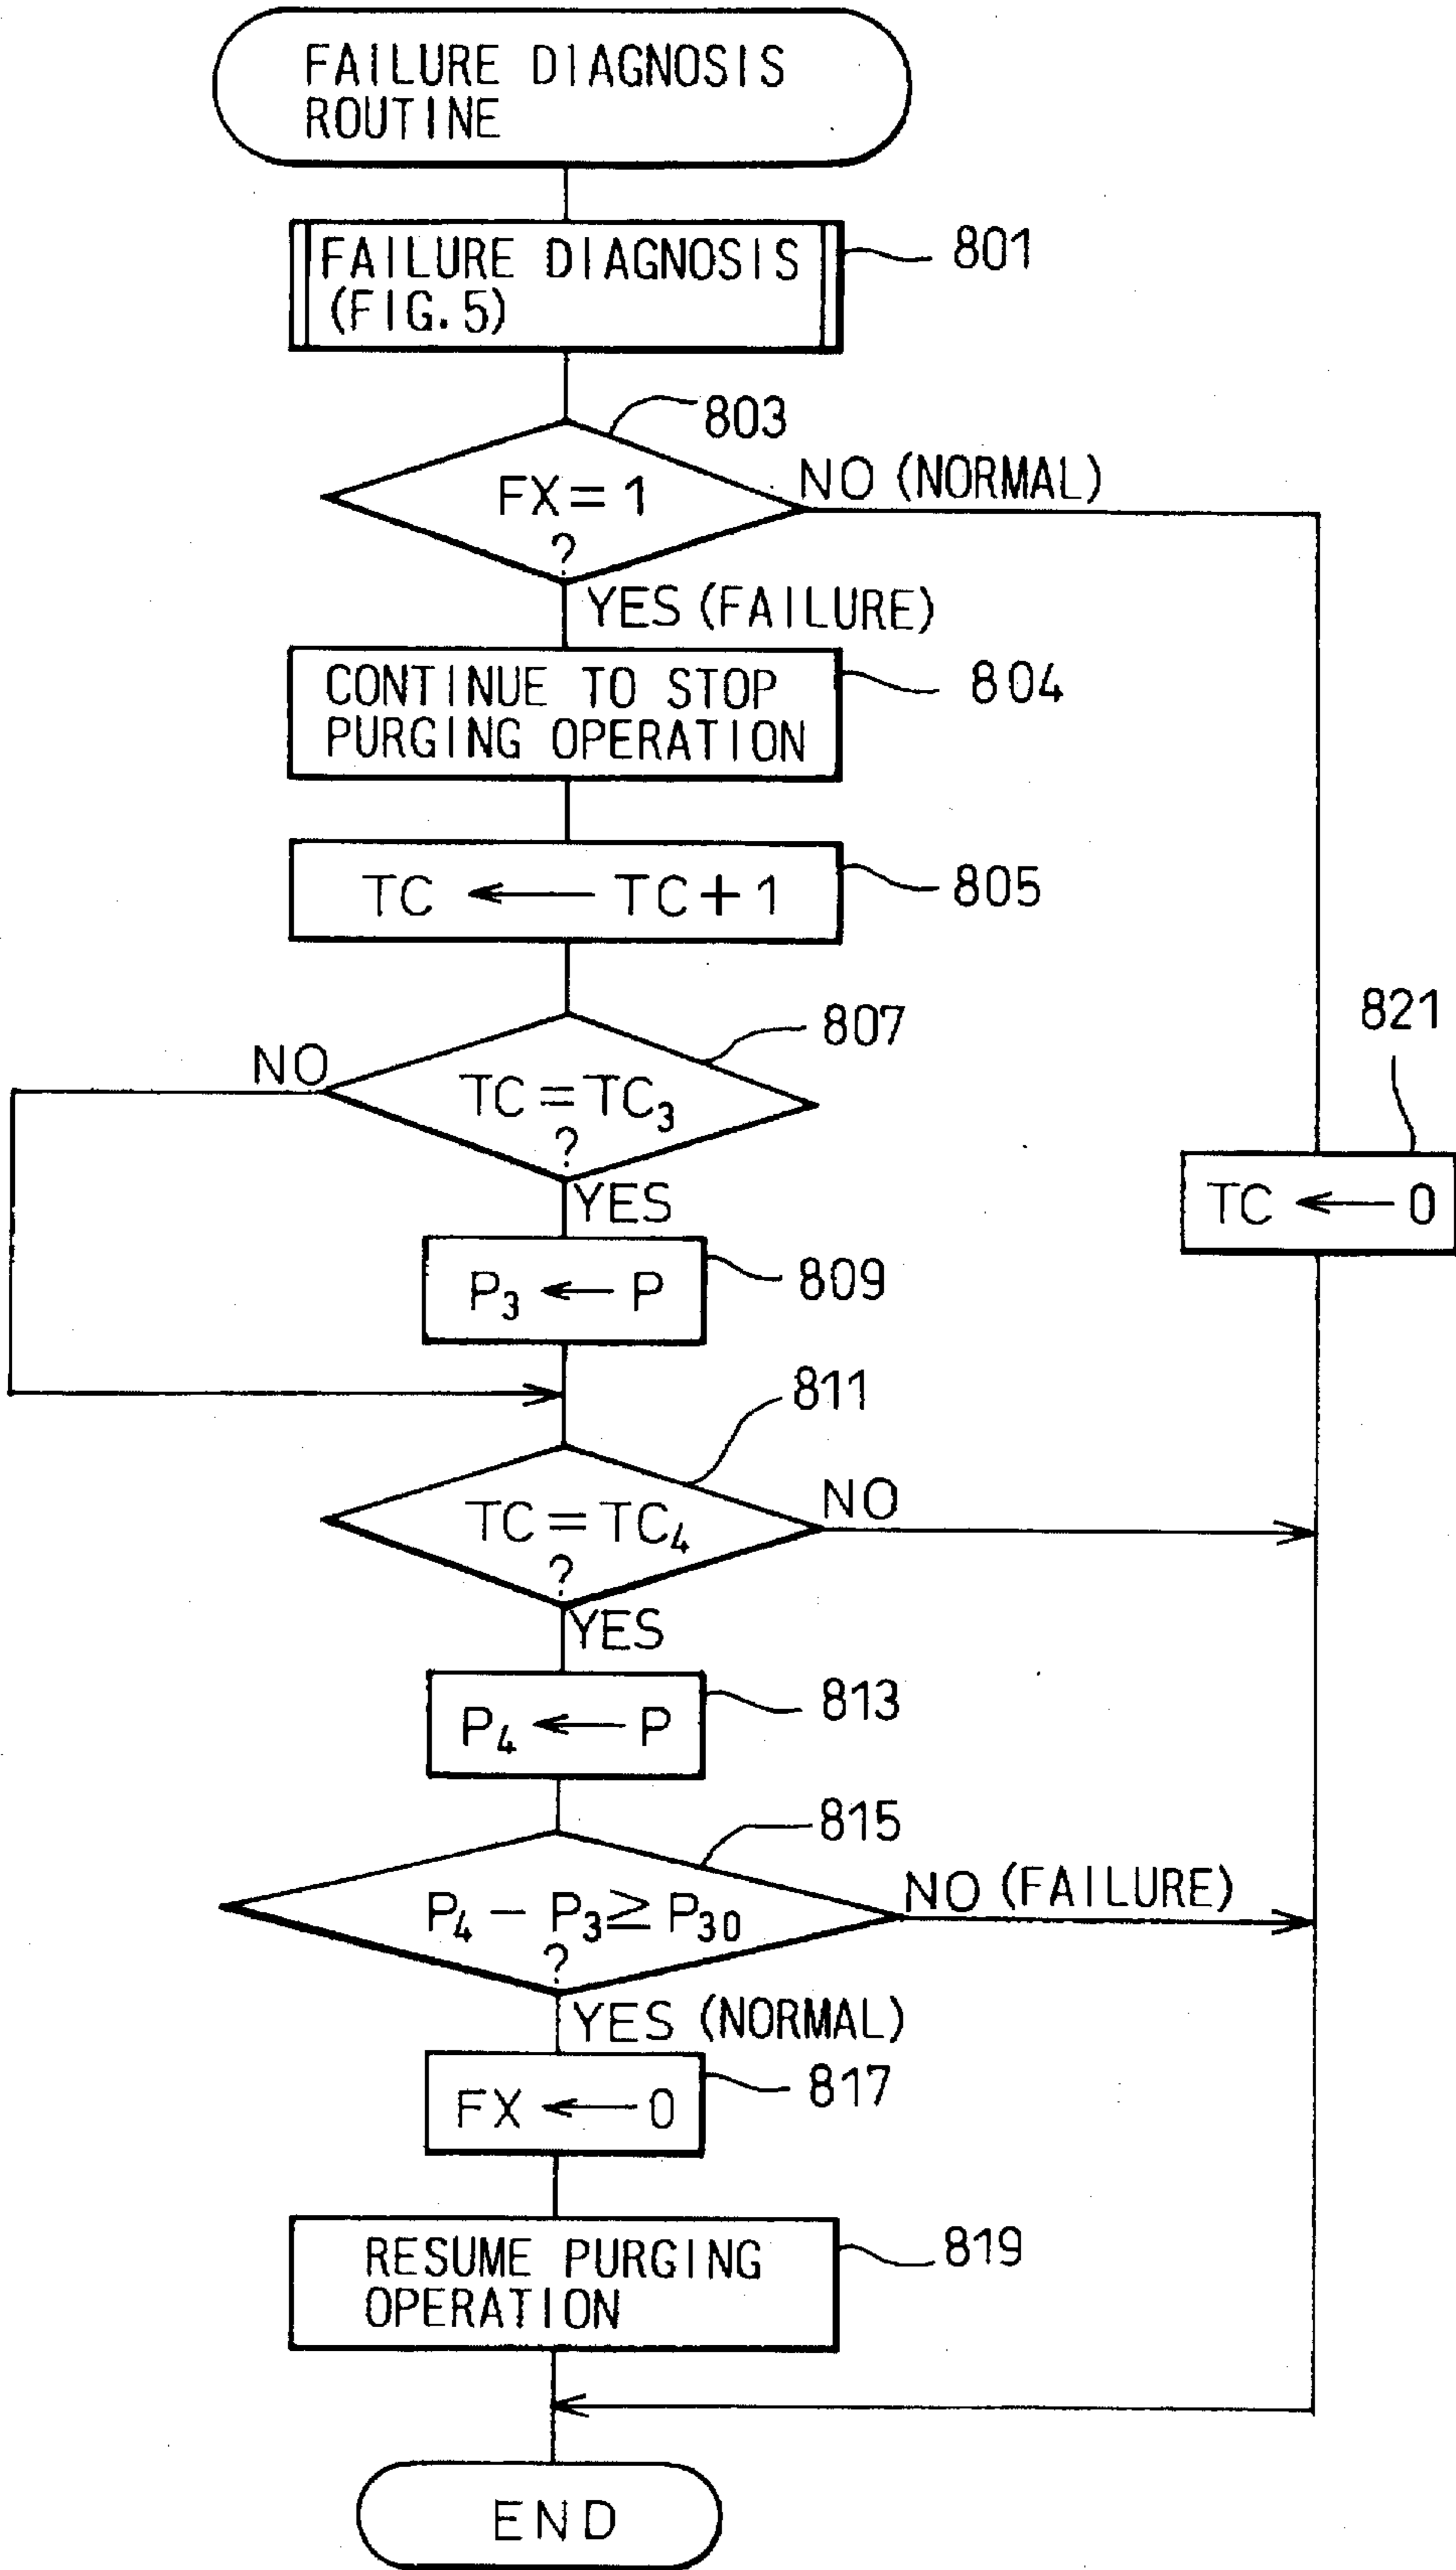 FAILURE DIAGNOSIS
ROUTINE
FAILURE DIAGNOSIS
(FIG.5)
801
803
FX=1
?
NO (NORMAL)
YES (FAILURE)
CONTINUE TO STOP
PURGING OPERATION
804
TC ← TC+1
805
807
NO
TC=TC₃
?
YES
821
TC ← 0
P₃ ← P
809
811
TC=TC₄
?
NO
YES
P₄ ← P
813
815
P₄ − P₃ ≥ P₃₀
?
NO (FAILURE)
YES (NORMAL)
FX ← 0
817
RESUME PURGING
OPERATION
819
END